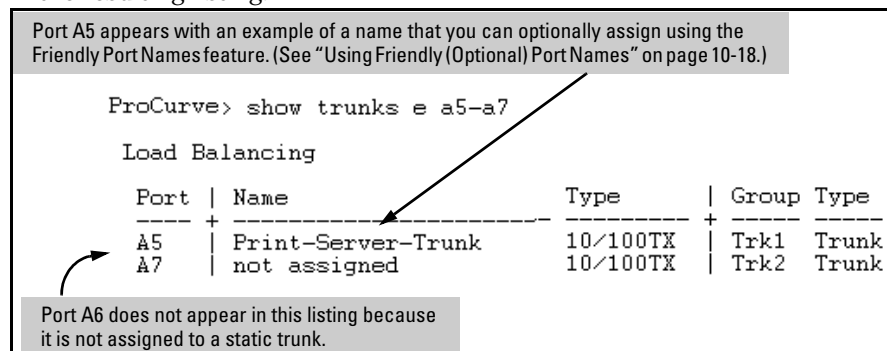 Port A5 appears with an example of a name that you can optionally assign using the
Friendly Port Names feature. (See “Using Friendly (Optional) Port Names” on page 10-18.)
ProCurve> show trunks e a5-a7
Load Balancing
Port | Name Type | Group Type
---- + -------------------------------- --------- + ----- -----
A5 | Print-Server-Trunk 10/100TX | Trk1 Trunk
A7 | not assigned 10/100TX | Trk2 Trunk
Port A6 does not appear in this listing because
it is not assigned to a static trunk.